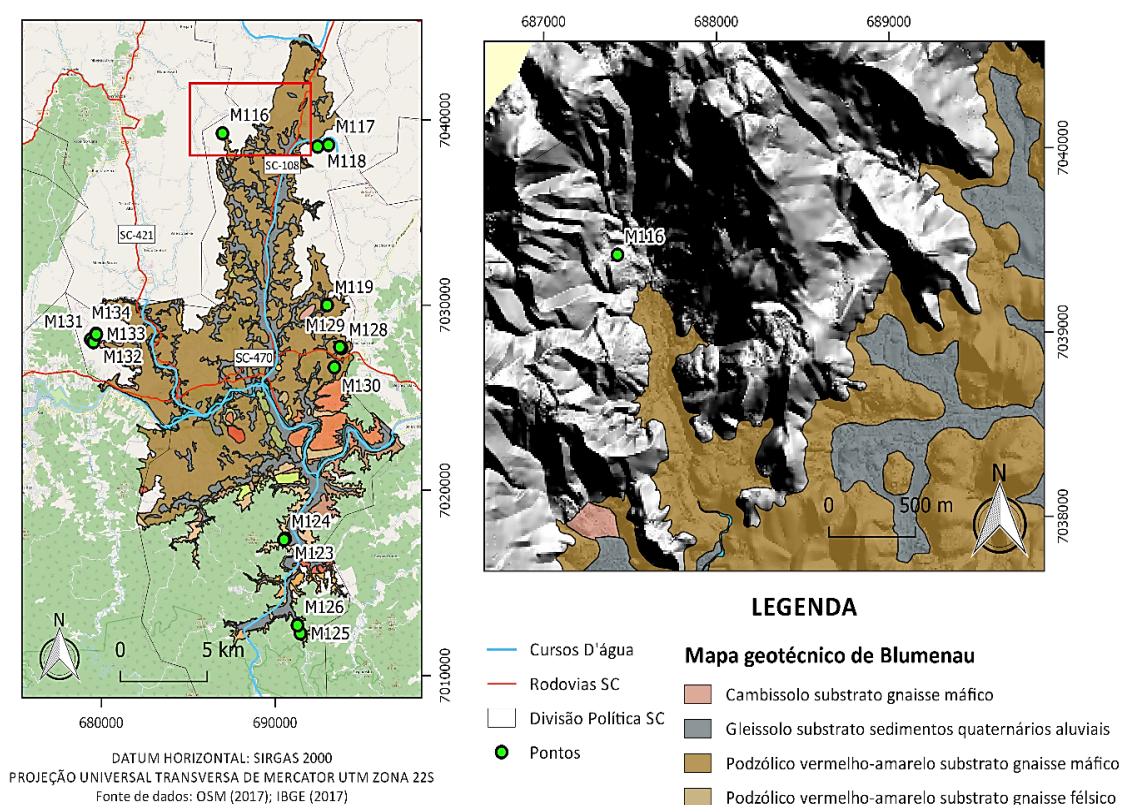 M116
M117
M118
SC-108
SC-421
M119
M129
M128
M130
M131
M134
M133
M132
SC-470
M124
M123
M126
M125
N
0
5 km
7040000
7030000
7020000
7010000
680000
690000
DATUM HORIZONTAL: SIRGAS 2000
PROJEÇÃO UNIVERSAL TRANSVERSA DE MERCATOR UTM ZONA 22S
Fonte de dados: OSM (2017); IBGE (2017)
687000
688000
689000
7040000
7039000
7038000
M116
N
0
500 m
LEGENDA
Cursos D'água
Rodovias SC
Divisão Política SC
Pontos
Mapa geotécnico de Blumenau
Cambissolo substrato gnaisse máfico
Gleissolo substrato sedimentos quaternários aluviais
Podzólico vermelho-amarelo substrato gnaisse máfico
Podzólico vermelho-amarelo substrato gnaisse félsico